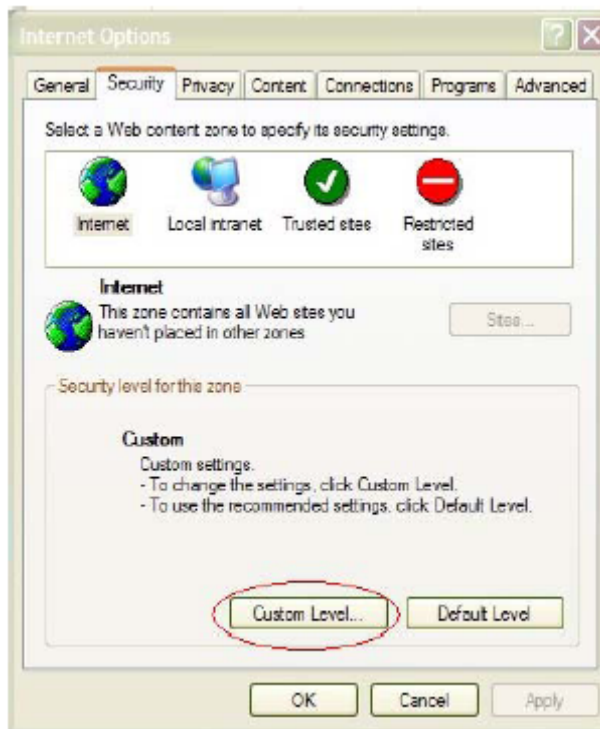 Internet Options
General Security Privacy Content Connections Programs Advanced
Select a Web content zone to specify its security settings.
Internet Local intranet Trusted sites Restricted
sites
Internet
This zone contains all Web sites you
haven't placed in other zones
Sites...
Security level for this zone
Custom
Custom settings.
- To change the settings, click Custom Level.
- To use the recommended settings, click Default Level.
Custom Level... Default Level
OK Cancel Apply